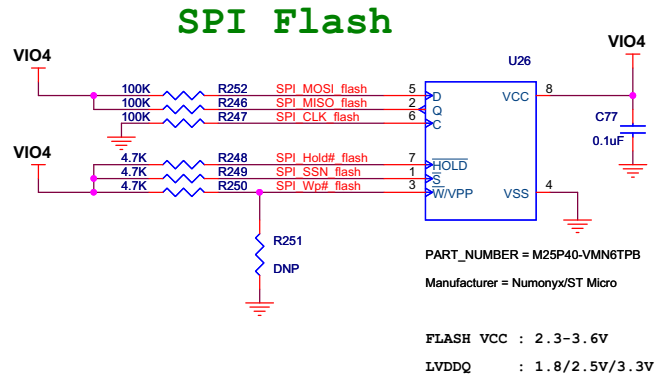 SPI Flash
VIO4
VIO4
U26
100K R252 SPI_MOSI_flash 5 D VCC 8
100K R246 SPI_MISO_flash 2 Q
100K R247 SPI_CLK_flash 6 C
C77
0.1uF
VIO4
4.7K R248 SPI_Hold#_flash 7 HOLD
4.7K R249 SPI_SSN_flash 1 S
4.7K R250 SPI_Wp#_flash 3 W/VPP VSS 4
R251
DNP
PART_NUMBER = M25P40-VMN6TPB
Manufacturer = Numonyx/ST Micro
FLASH VCC : 2.3-3.6V
LVDDQ : 1.8/2.5V/3.3V